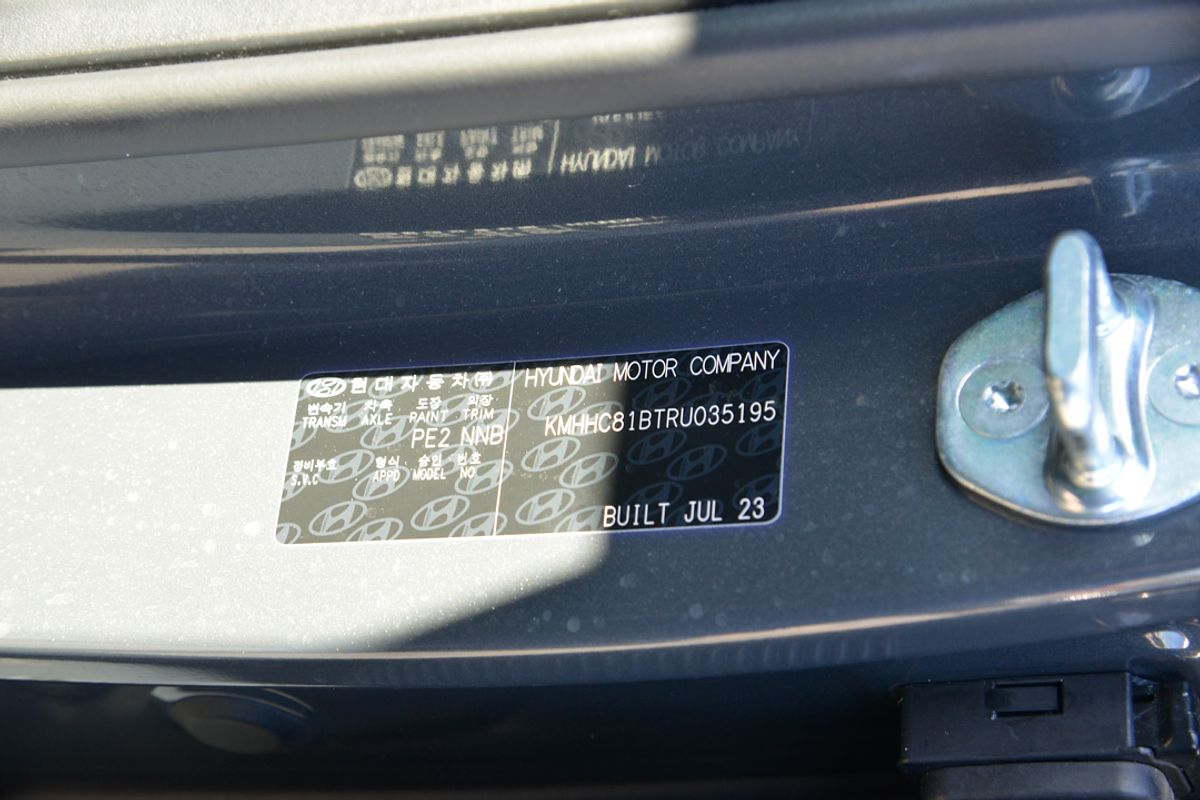 현대자동차㈜
변속기 차축 도장 의장
TRANSM AXLE PAINT TRIM
PE2 NNB
정비부호 형식 승인 번호
S.V.C APPD MODEL NO
HYUNDAI MOTOR COMPANY
KMHHC81BTRU035195
BUILT JUL 23